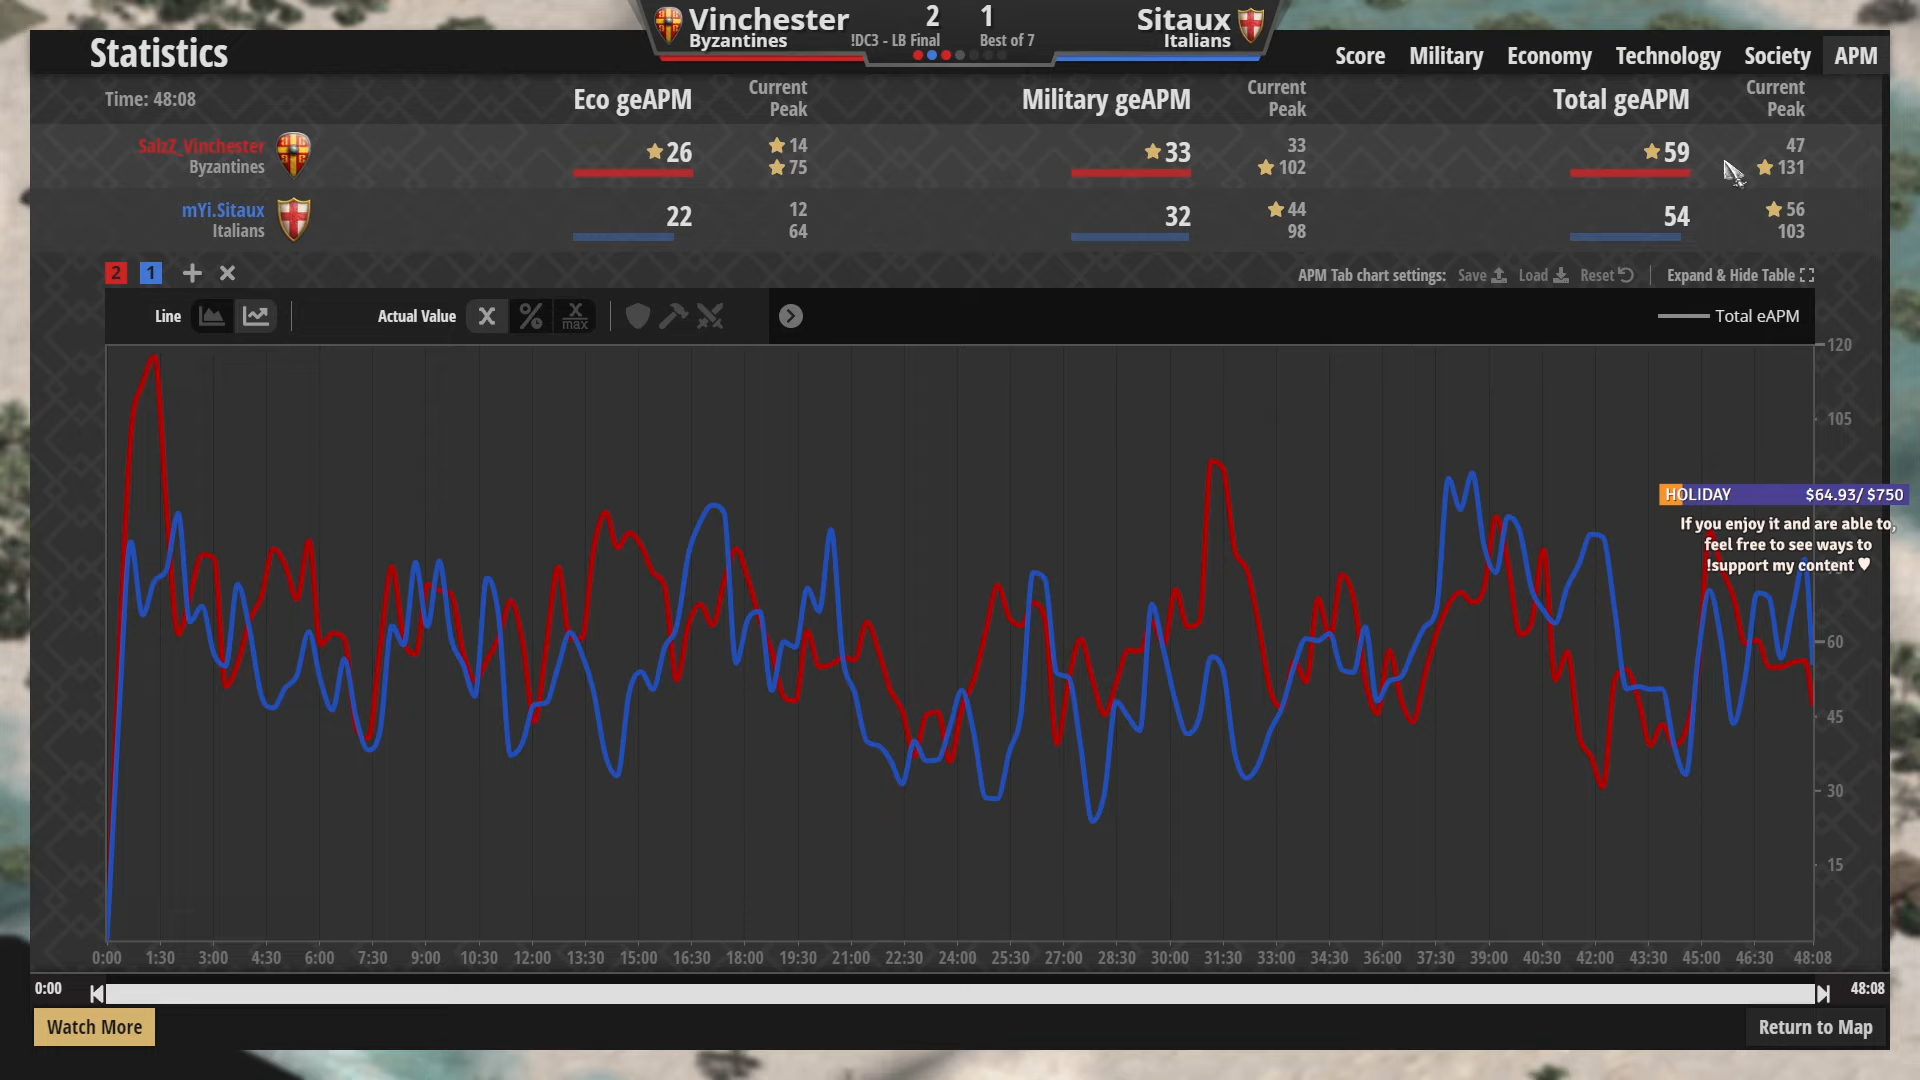 Vinchester
Byzantines
2 1
!DC3 - LB Final Best of 7
Sitaux
Italians
Statistics
Score Military Economy Technology Society APM
Time: 48:08
Eco geAPM Current Peak Military geAPM Current Peak Total geAPM Current Peak
SalzZ_Vinchester
Byzantines
26 14 75 33 33 102 59 47 131
mYi.Sitaux
Italians
22 12 64 32 44 98 54 56 103
2 1
APM Tab chart settings: Save Load Reset Expand & Hide Table
Line Actual Value X % X max
Total eAPM
120
105
HOLIDAY $64.93/ $750
If you enjoy it and are able to,
feel free to see ways to
!support my content ♥
60
45
30
15
0:00 1:30 3:00 4:30 6:00 7:30 9:00 10:30 12:00 13:30 15:00 16:30 18:00 19:30 21:00 22:30 24:00 25:30 27:00 28:30 30:00 31:30 33:00 34:30 36:00 37:30 39:00 40:30 42:00 43:30 45:00 46:30 48:08
0:00 48:08
Watch More
Return to Map